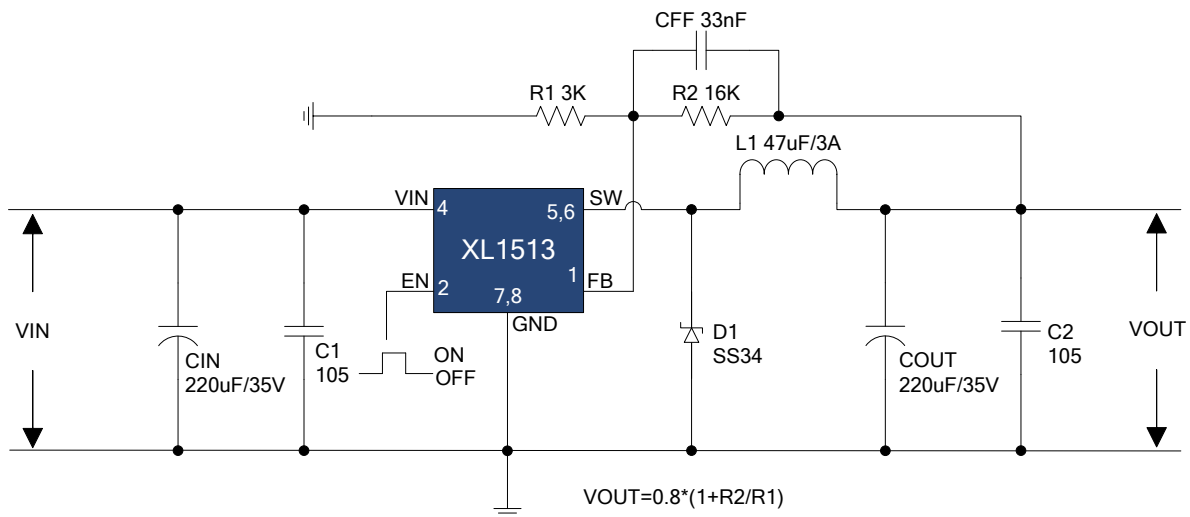 CFF 33nF
R1 3K
R2 16K
L1 47uF/3A
VIN
4
5,6
SW
XL1513
EN
2
1
FB
7,8
GND
VIN
CIN
220uF/35V
C1
105
ON
OFF
D1
SS34
COUT
220uF/35V
C2
105
VOUT
VOUT=0.8*(1+R2/R1)